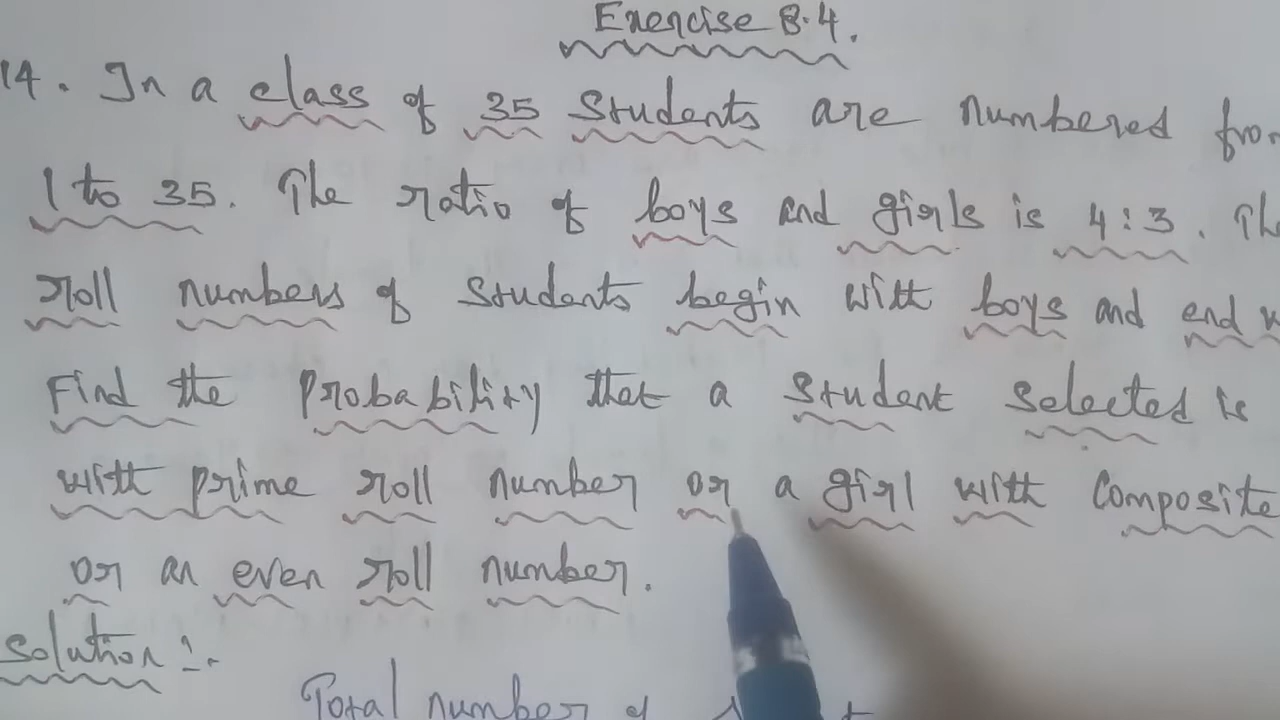 Exercise 8.4.
14. In a class of 35 students are numbered from
1 to 35. The ratio of boys and girls is 4:3. The
roll numbers of students begin with boys and end
Find the probability that a student selected is
with prime roll number or a girl with composite
or an even roll number.
Solution :-
Total number of